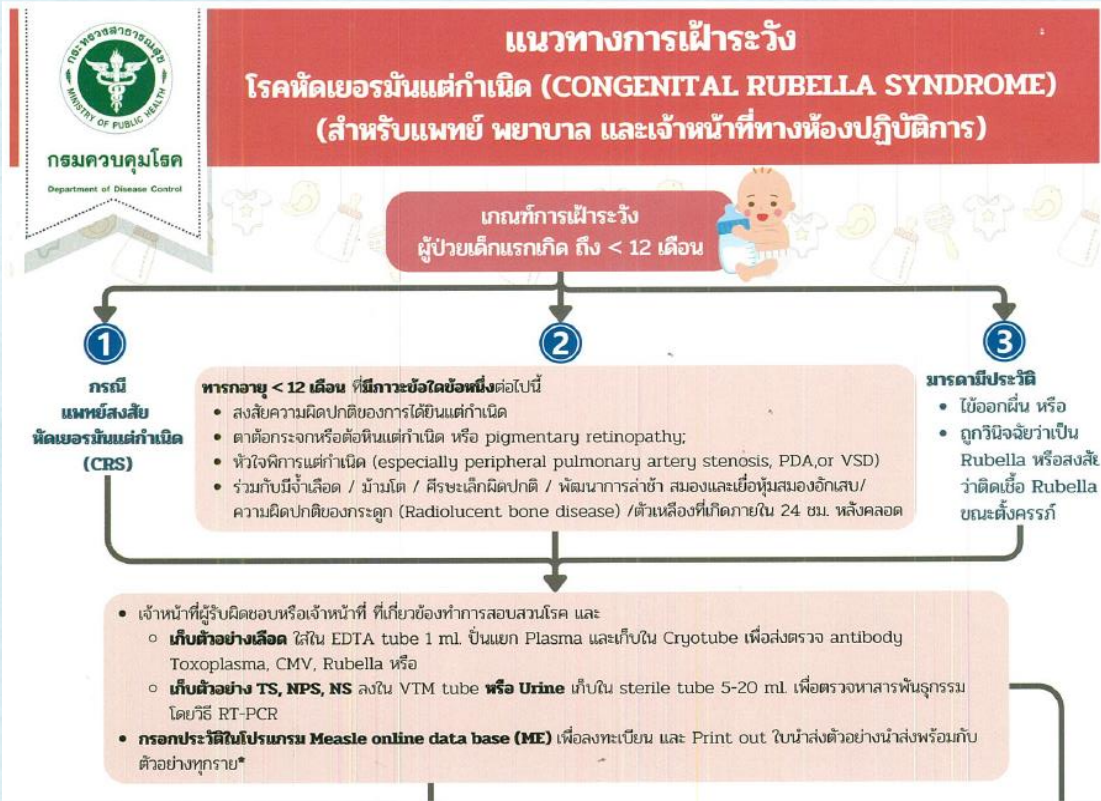 กระทรวงสาธารณสุข
MINISTRY OF PUBLIC HEALTH
กรมควบคุมโรค
Department of Disease Control
แนวทางการเฝ้าระวัง
โรคหัดเยอรมันแต่กำเนิด (CONGENITAL RUBELLA SYNDROME)
(สำหรับแพทย์ พยาบาล และเจ้าหน้าที่ทางห้องปฏิบัติการ)
เกณฑ์การเฝ้าระวัง
ผู้ป่วยเด็กแรกเกิด ถึง < 12 เดือน
1
กรณี
แพทย์สงสัย
หัดเยอรมันแต่กำเนิด
(CRS)
2
ทารกอายุ < 12 เดือน ที่มีภาวะข้อใดข้อหนึ่งต่อไปนี้
• สงสัยความผิดปกติของการได้ยินแต่กำเนิด
• ตาต้อกระจกหรือต้อหินแต่กำเนิด หรือ pigmentary retinopathy;
• หัวใจพิการแต่กำเนิด (especially peripheral pulmonary artery stenosis, PDA,or VSD)
• ร่วมกับมีจ้ำเลือด / ม้ามโต / ศีรษะเล็กผิดปกติ / พัฒนาการล่าช้า สมองและเยื่อหุ้มสมองอักเสบ/
ความผิดปกติของกระดูก (Radiolucent bone disease) /ตัวเหลืองที่เกิดภายใน 24 ชม. หลังคลอด
3
มารดามีประวัติ
• ไข้ออกผื่น หรือ
• ถูกวินิจฉัยว่าเป็น
Rubella หรือสงสัย
ว่าติดเชื้อ Rubella
ขณะตั้งครรภ์
• เจ้าหน้าที่ผู้รับผิดชอบหรือเจ้าหน้าที่ ที่เกี่ยวข้องทำการสอบสวนโรค และ
○ เก็บตัวอย่างเลือด ใส่ใน EDTA tube 1 ml. ปั่นแยก Plasma และเก็บใน Cryotube เพื่อส่งตรวจ antibody
Toxoplasma, CMV, Rubella หรือ
○ เก็บตัวอย่าง TS, NPS, NS ลงใน VTM tube หรือ Urine เก็บใน sterile tube 5-20 ml. เพื่อตรวจหาสารพันธุกรรม
โดยวิธี RT-PCR
• กรอกประวัติในโปรแกรม Measle online data base (ME) เพื่อลงทะเบียน และ Print out ใบนำส่งตัวอย่างนำส่งพร้อมกับ
ตัวอย่างทุกราย*